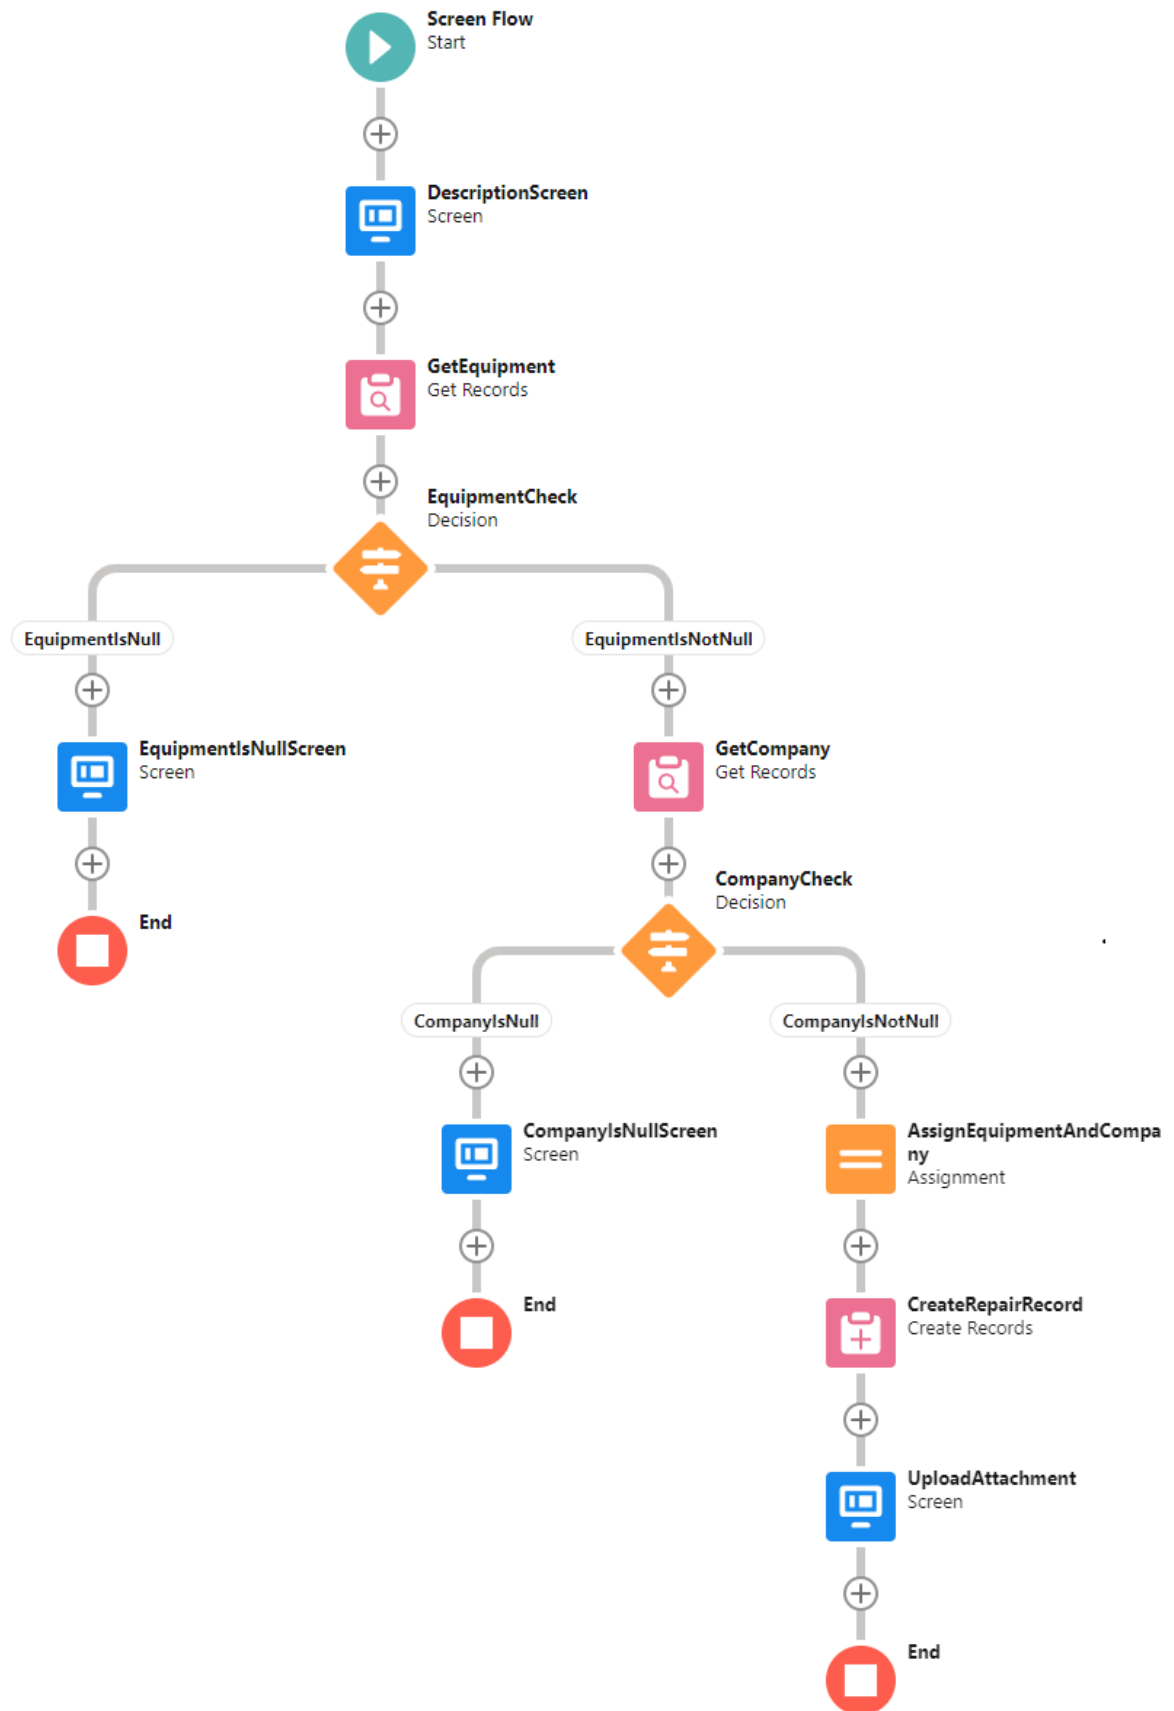 Screen Flow
Start
DescriptionScreen
Screen
GetEquipment
Get Records
EquipmentCheck
Decision
EquipmentIsNull
EquipmentIsNotNull
EquipmentIsNullScreen
Screen
GetCompany
Get Records
End
CompanyCheck
Decision
CompanyIsNull
CompanyIsNotNull
CompanyIsNullScreen
Screen
AssignEquipmentAndCompa
ny
Assignment
End
CreateRepairRecord
Create Records
UploadAttachment
Screen
End